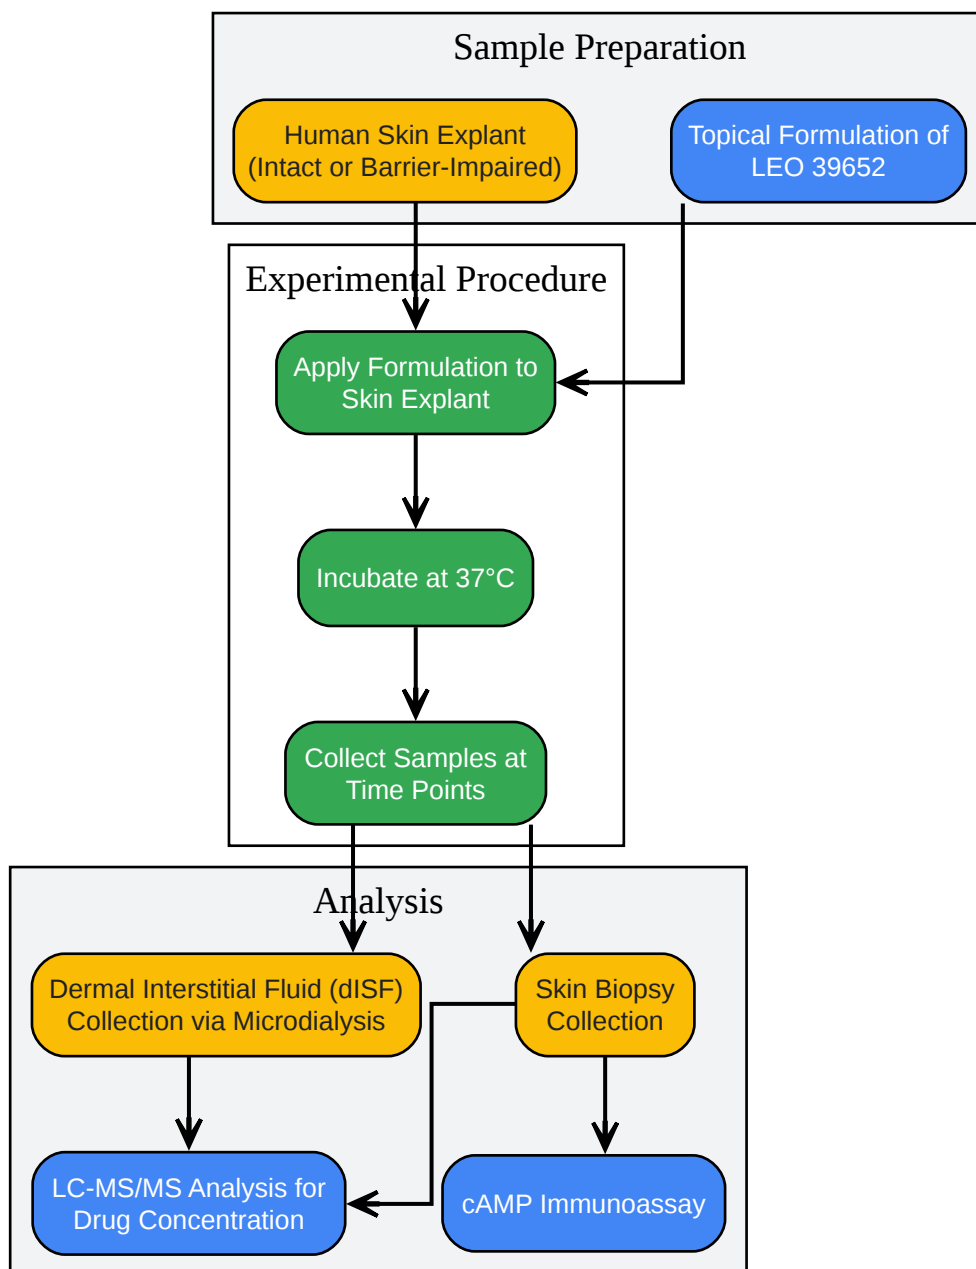 Sample Preparation
Human Skin Explant
(Intact or Barrier-Impaired)
Topical Formulation of
LEO 39652
Experimental Procedure
Apply Formulation to
Skin Explant
Incubate at 37°C
Collect Samples at
Time Points
Analysis
Dermal Interstitial Fluid (dISF)
Collection via Microdialysis
Skin Biopsy
Collection
LC-MS/MS Analysis for
Drug Concentration
cAMP Immunoassay